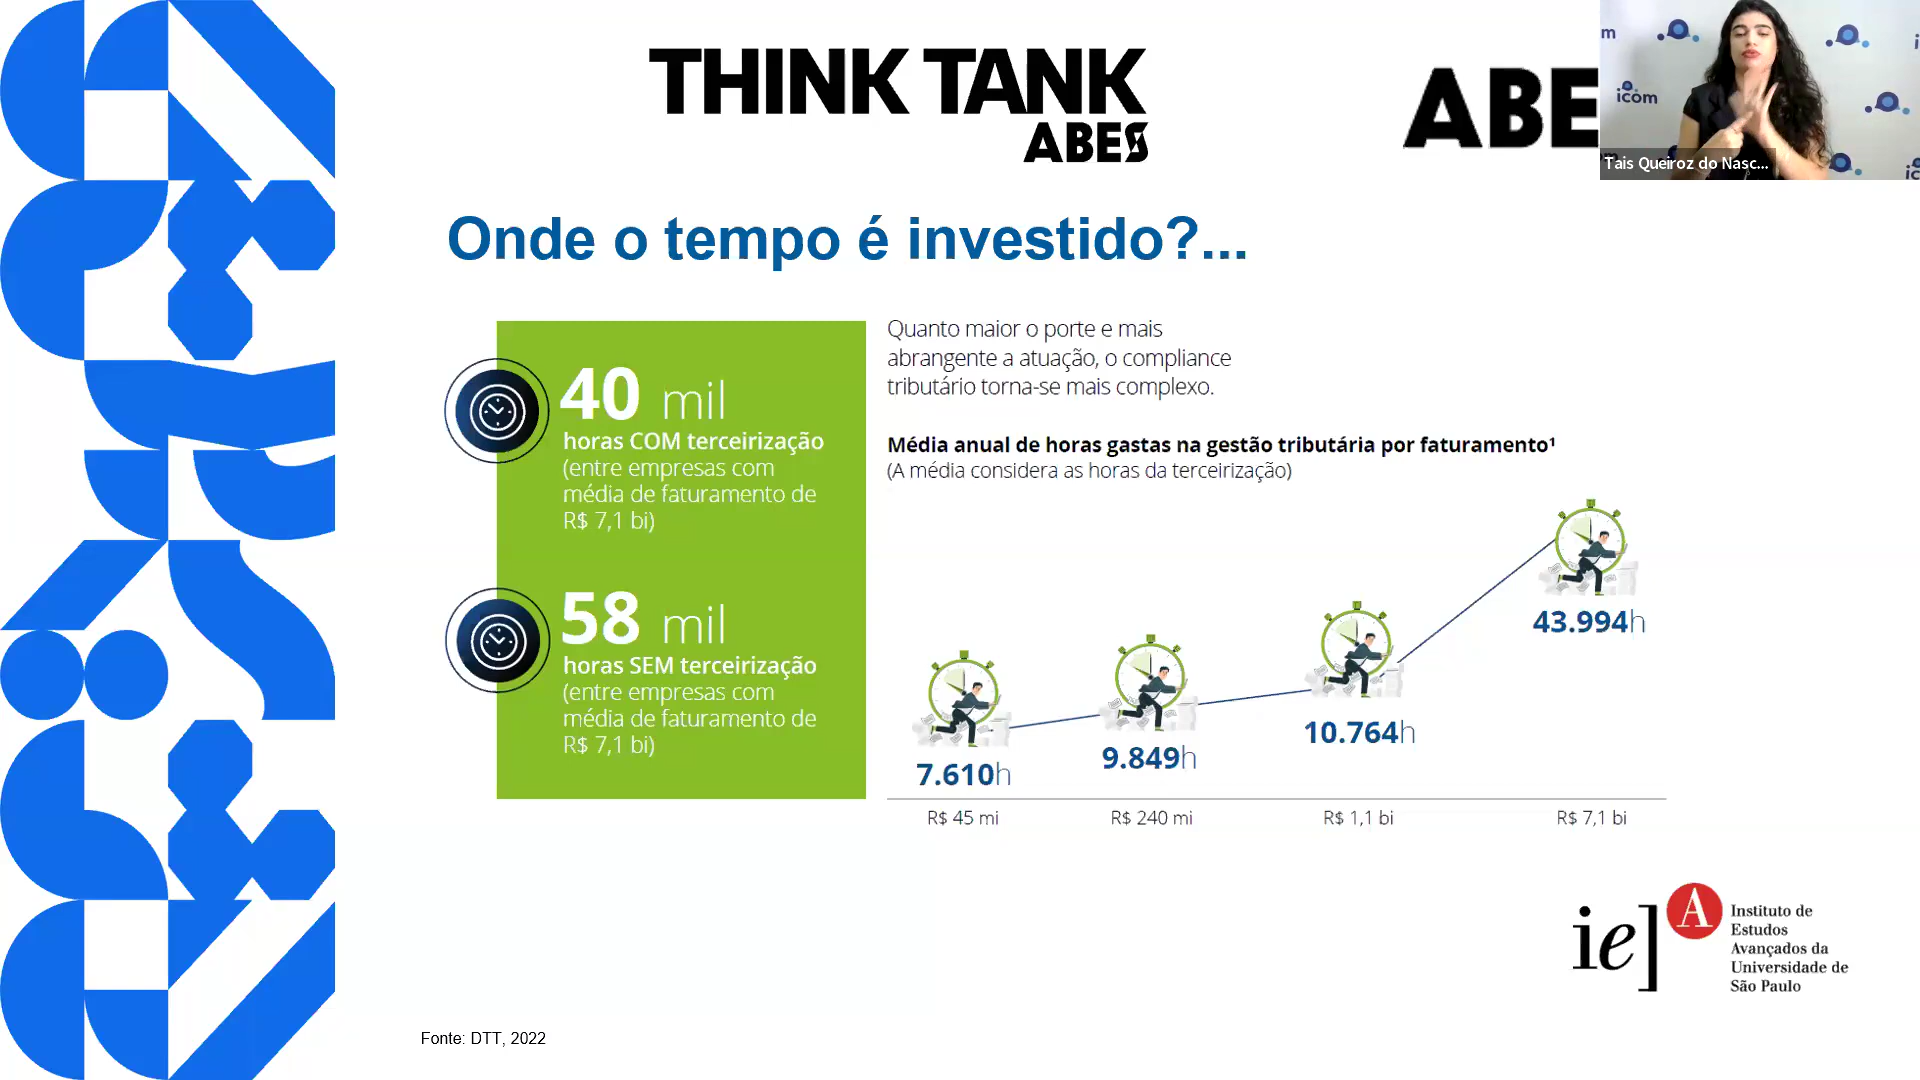 THINK TANK
ABES
ABE
icom
Tais Queiroz do Nasc...
Onde o tempo é investido?...
40 mil
horas COM terceirização
(entre empresas com
média de faturamento de
R$ 7,1 bi)
58 mil
horas SEM terceirização
(entre empresas com
média de faturamento de
R$ 7,1 bi)
Quanto maior o porte e mais
abrangente a atuação, o compliance
tributário torna-se mais complexo.
Média anual de horas gastas na gestão tributária por faturamento¹
(A média considera as horas da terceirização)
7.610h
9.849h
10.764h
43.994h
R$ 45 mi
R$ 240 mi
R$ 1,1 bi
R$ 7,1 bi
ie] A
Instituto de
Estudos
Avançados da
Universidade de
São Paulo
Fonte: DTT, 2022